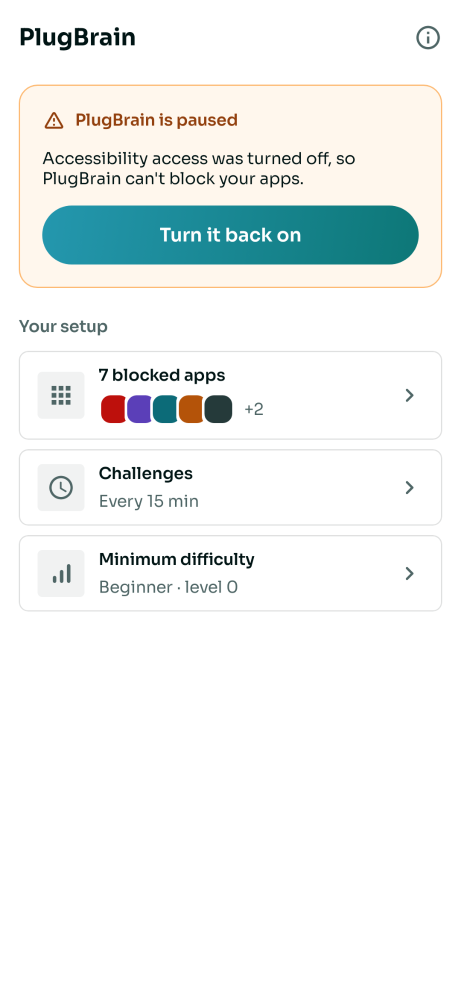 PlugBrain
PlugBrain is paused
Accessibility access was turned off, so
PlugBrain can't block your apps.
Turn it back on
Your setup
7 blocked apps
+2
Challenges
Every 15 min
Minimum difficulty
Beginner · level 0